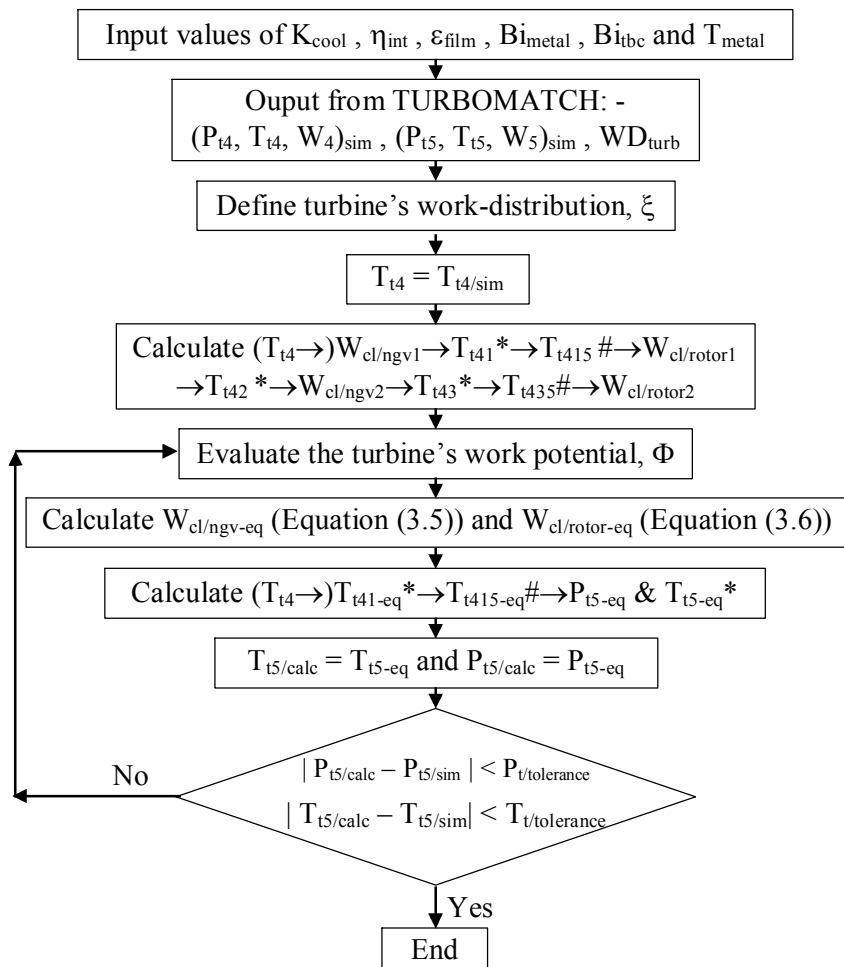 Input values of K_cool , η_int , ε_film , Bi_metal , Bi_tbc and T_metal
Ouput from TURBOMATCH: -
(P_t4, T_t4, W_4)_sim , (P_t5, T_t5, W_5)_sim , WD_turb
Define turbine's work-distribution, ξ
T_t4 = T_t4/sim
Calculate (T_t4→)W_cl/ngv1→T_t41*→T_t415 #→W_cl/rotor1
→T_t42 *→W_cl/ngv2→T_t43*→T_t435#→W_cl/rotor2
Evaluate the turbine's work potential, Φ
Calculate W_cl/ngv-eq (Equation (3.5)) and W_cl/rotor-eq (Equation (3.6))
Calculate (T_t4→)T_t41-eq*→T_t415-eq#→P_t5-eq & T_t5-eq*
T_t5/calc = T_t5-eq and P_t5/calc = P_t5-eq
No
| P_t5/calc – P_t5/sim | < P_t/tolerance
| T_t5/calc – T_t5/sim| < T_t/tolerance
Yes
End